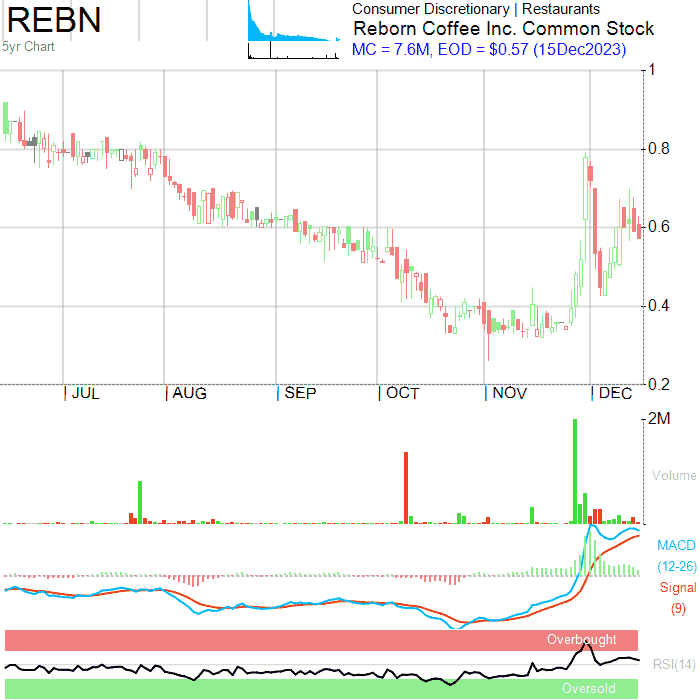 REBN
5yr Chart
Consumer Discretionary | Restaurants
Reborn Coffee Inc. Common Stock
MC = 7.6M, EOD = $0.57 (15Dec2023)
1
0.8
0.6
0.4
0.2
| JUL | AUG | SEP | OCT | NOV | DEC
2M
Volume
MACD
(12-26)
Signal
(9)
Overbought
RSI(14)
Oversold